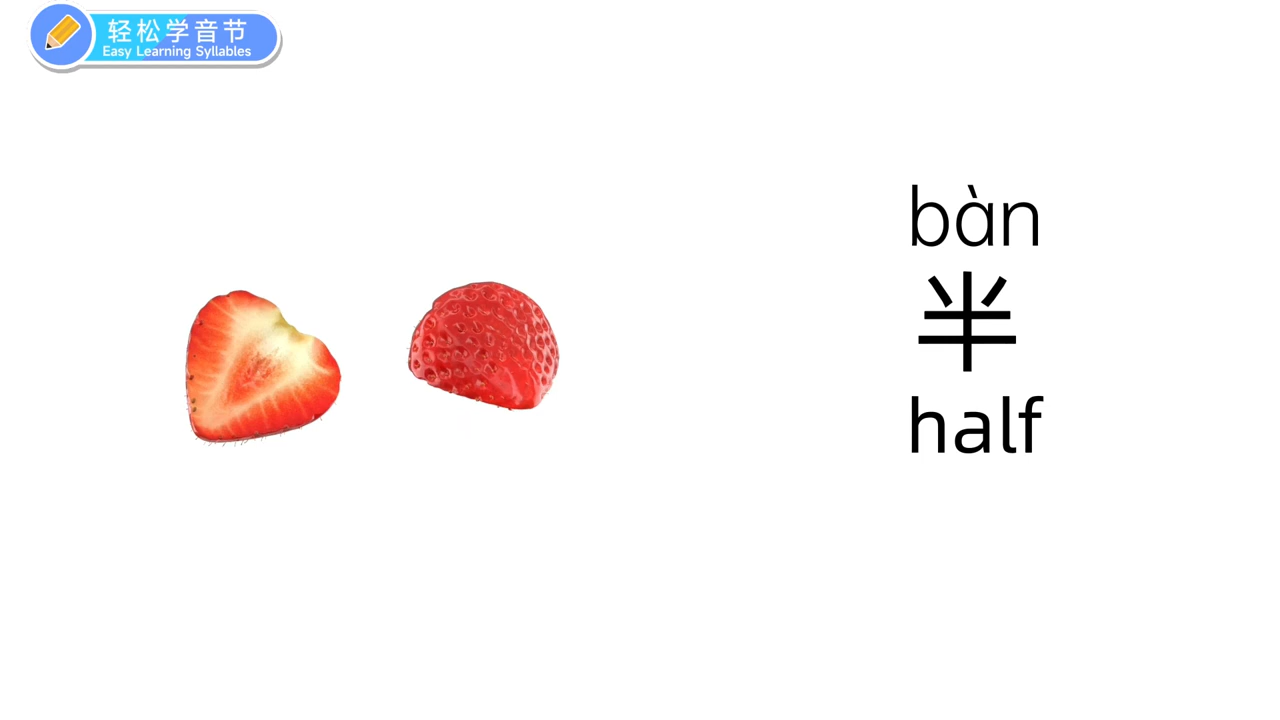 轻松学音节
Easy Learning Syllables
bàn
半
half